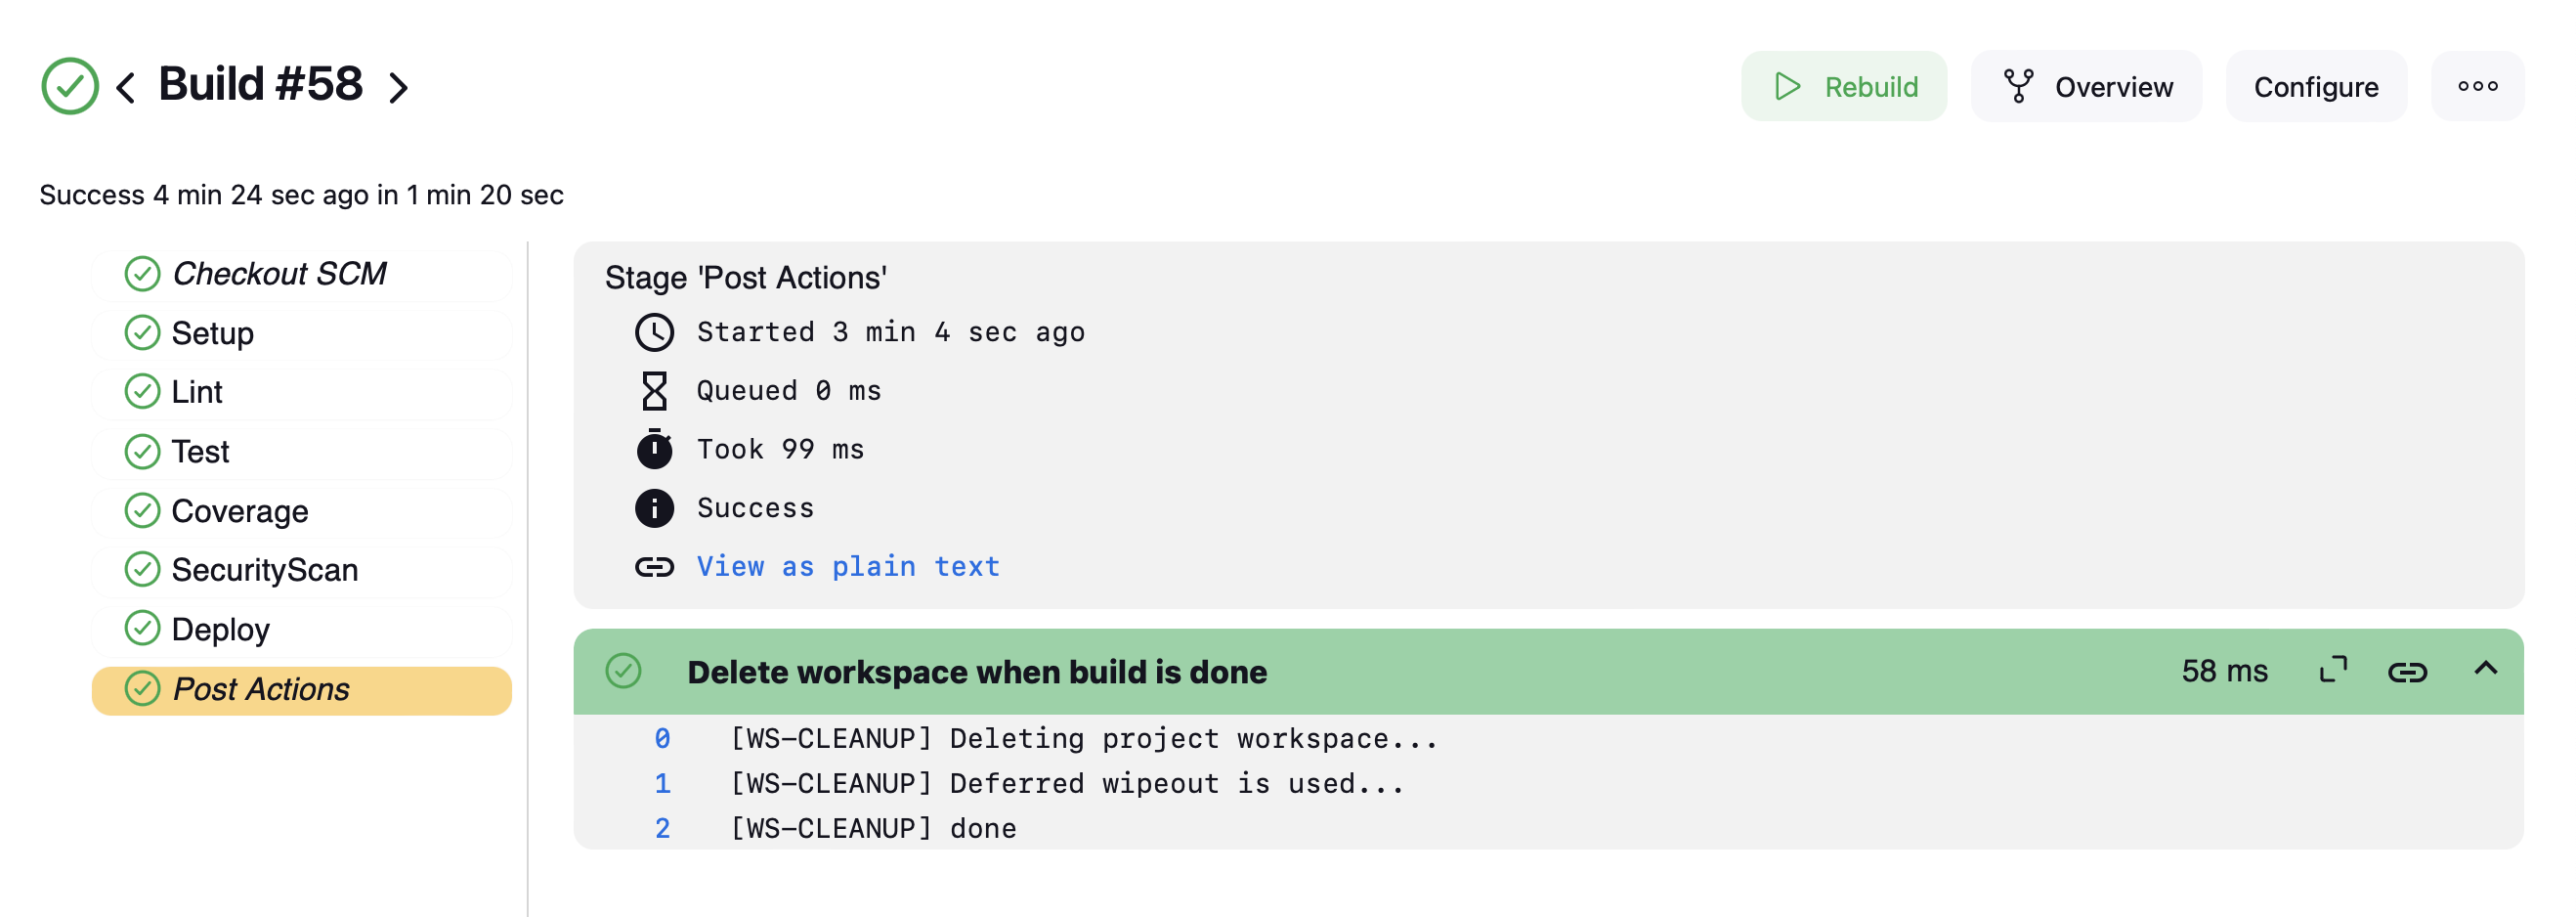 Build #58
Rebuild
Overview
Configure
Success 4 min 24 sec ago in 1 min 20 sec
Checkout SCM
Setup
Lint
Test
Coverage
SecurityScan
Deploy
Post Actions
Stage 'Post Actions'
Started 3 min 4 sec ago
Queued 0 ms
Took 99 ms
Success
View as plain text
Delete workspace when build is done 58 ms
0 [WS-CLEANUP] Deleting project workspace...
1 [WS-CLEANUP] Deferred wipeout is used...
2 [WS-CLEANUP] done